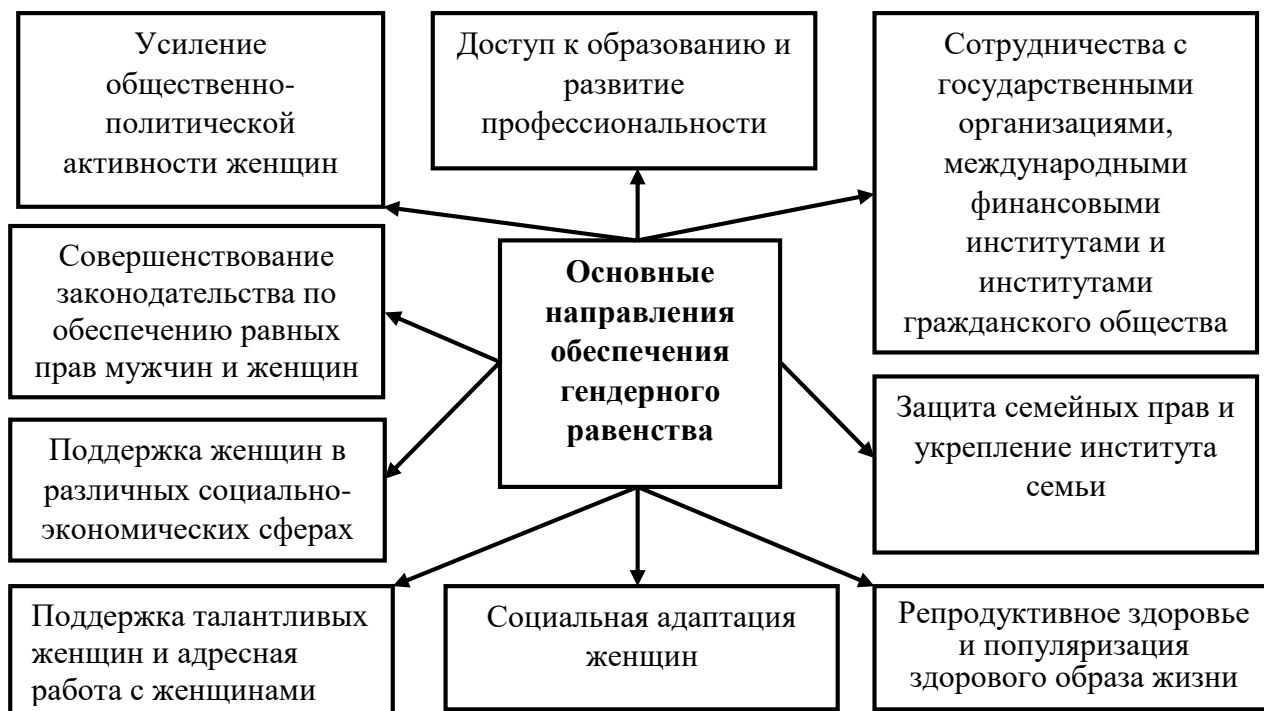 Усиление
общественно-
политической
активности женщин
Доступ к образованию и
развитие
профессиональности
Сотрудничества с
государственными
организациями,
международными
финансовыми
институтами и
институтами
гражданского общества
Совершенствование
законодательства по
обеспечению равных
прав мужчин и женщин
Основные
направления
обеспечения
гендерного
равенства
Защита семейных прав и
укрепление института
семьи
Поддержка женщин в
различных социально-
экономических сферах
Поддержка талантливых
женщин и адресная
работа с женщинами
Социальная адаптация
женщин
Репродуктивное здоровье
и популяризация
здорового образа жизни